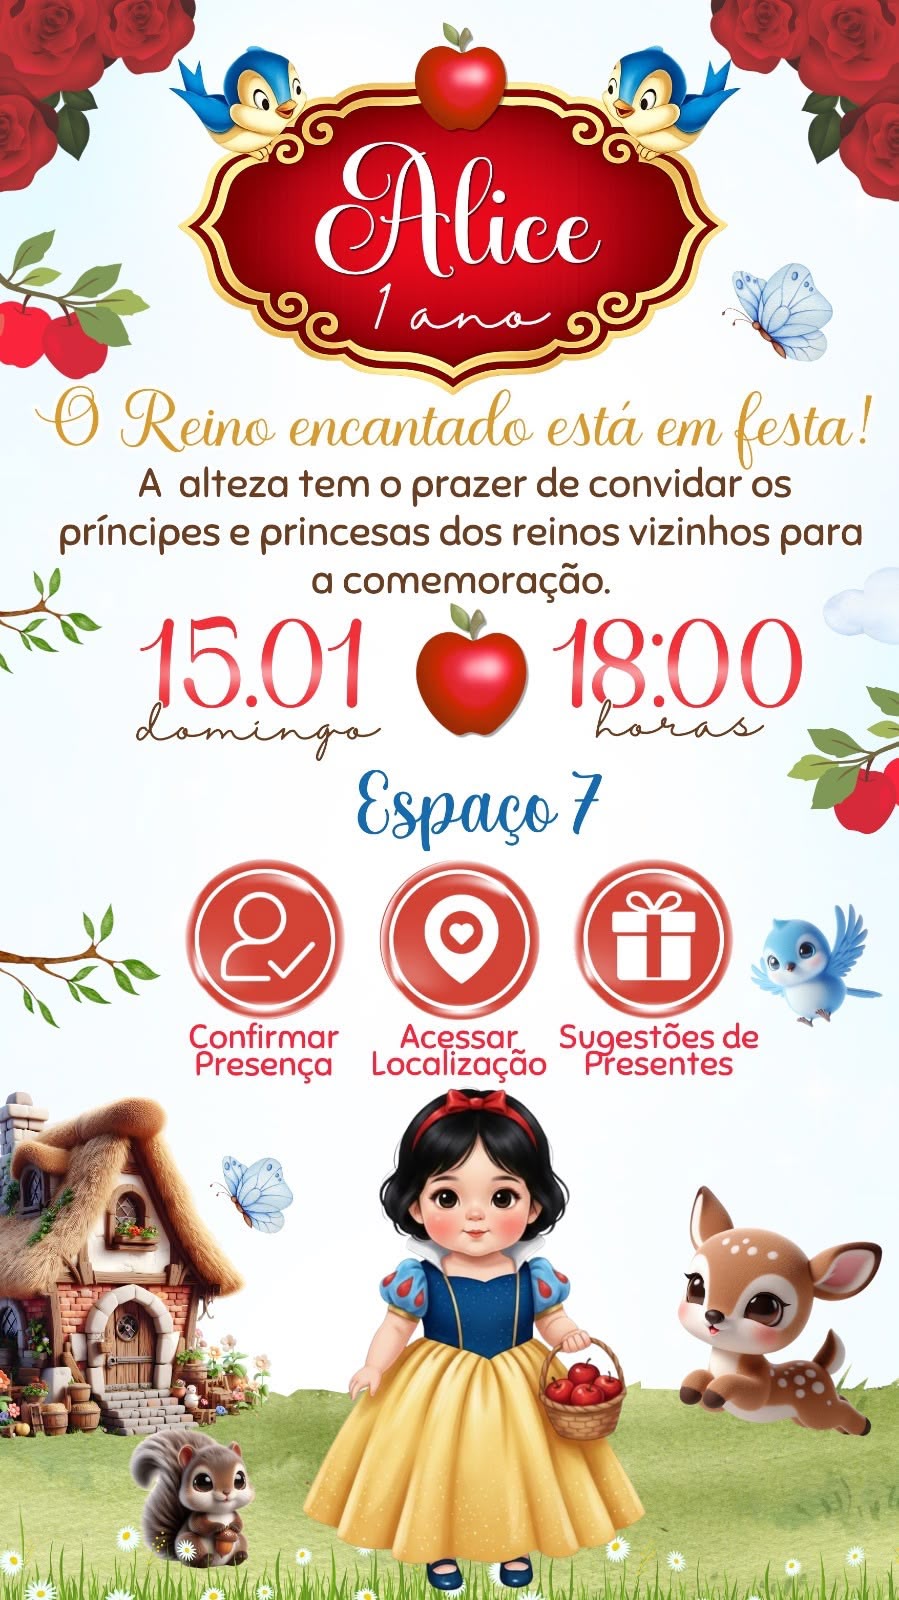 Alice
1 ano
O Reino encantado está em festa!
A alteza tem o prazer de convidar os
príncipes e princesas dos reinos vizinhos para
a comemoração.
15.01 18:00
domingo horas
Espaço 7
Confirmar Presença
Acessar Localização
Sugestões de Presentes